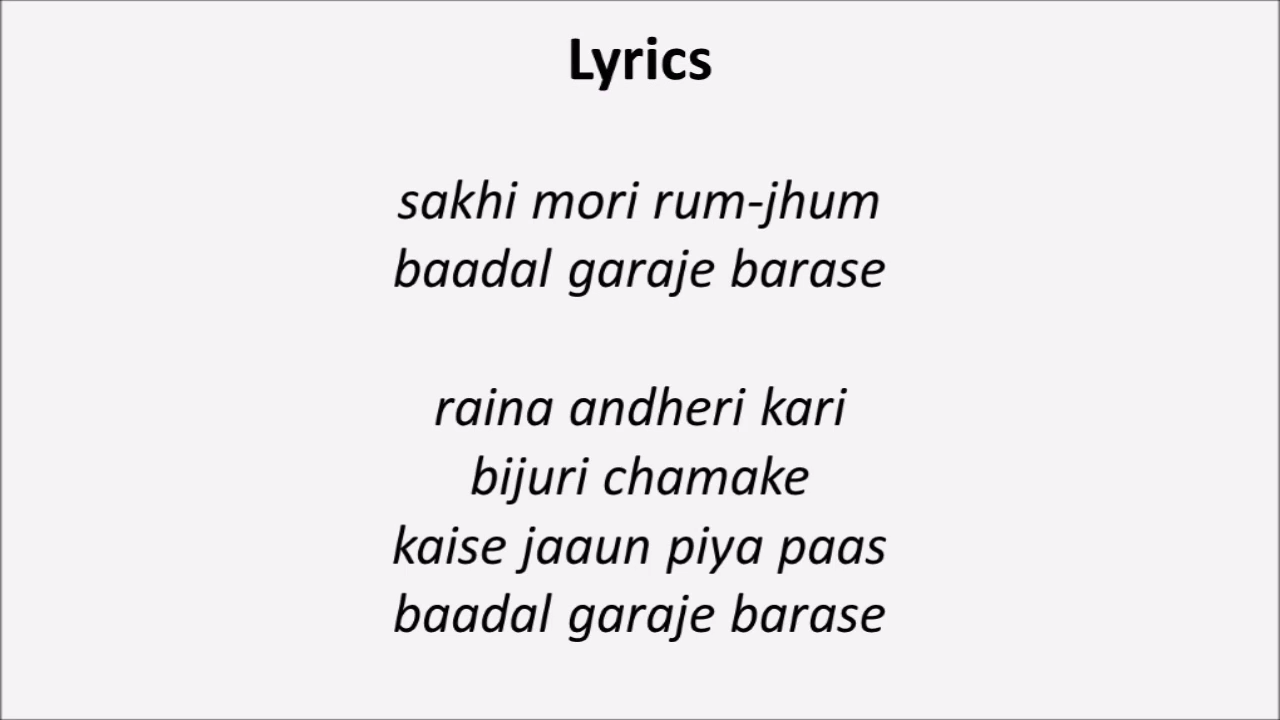 Lyrics
sakhi mori rum-jhum
baadal garaje barase
raina andheri kari
bijuri chamake
kaise jaaun piya paas
baadal garaje barase